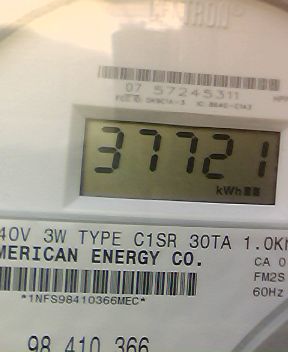 07 57245311
37721
kWh
40V 3W TYPE C1SR 30TA 1.0K
MERICAN ENERGY CO.
CA 0
FM2S
60Hz
*1NFS98410366MEC*
98 410 366